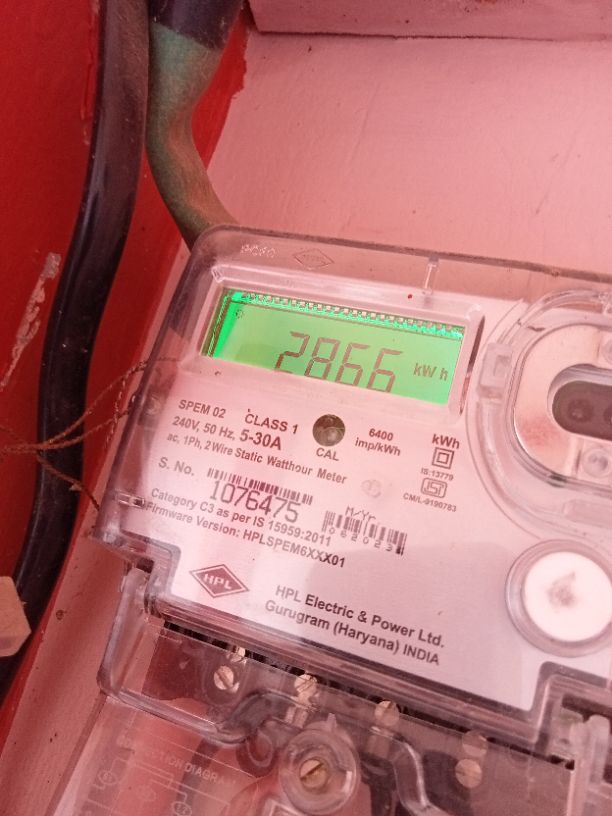 2866 kWh
SPEM 02 CLASS 1
240V, 50 Hz, 5-30A
ac, 1Ph, 2 Wire Static Watthour Meter
CAL
6400
imp/kWh
kWh
IS:13779
CM/L-9190783
S. No.
1076475
M/Yr.
062023
Category C3 as per IS 15959:2011
Firmware Version: HPLSPEM6XXX01
HPL
HPL Electric & Power Ltd.
Gurugram (Haryana) INDIA